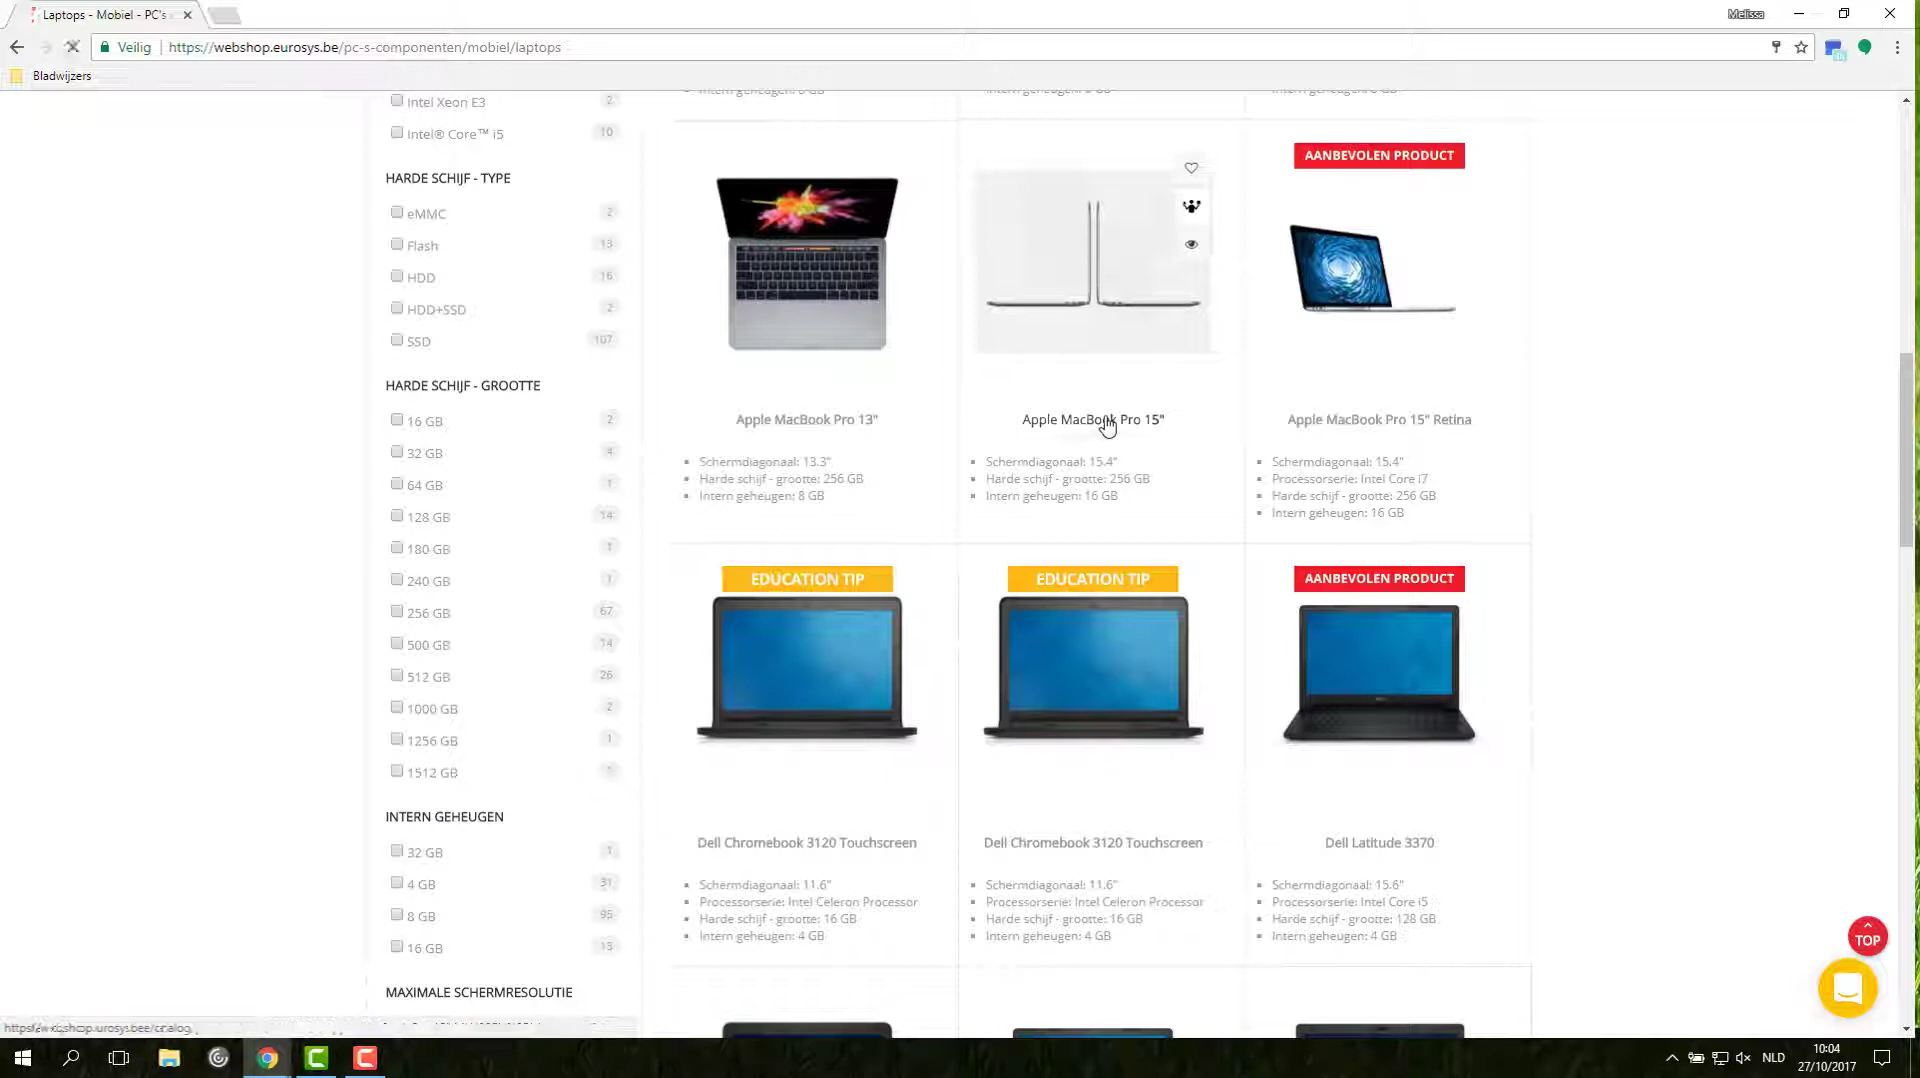 Laptops - Mobiel - PC's
Melissa
Veilig https://webshop.eurosys.be/pc-s-componenten/mobiel/laptops
Bladwijzers
Intel Xeon E3 2
Intel® Core™ i5 10
HARDE SCHIJF - TYPE
eMMC 2
Flash 13
HDD 16
HDD+SSD 2
SSD 107
HARDE SCHIJF - GROOTTE
16 GB 2
32 GB 4
64 GB 1
128 GB 14
180 GB 1
240 GB 1
256 GB 67
500 GB 14
512 GB 26
1000 GB 2
1256 GB 1
1512 GB
INTERN GEHEUGEN
32 GB 1
4 GB 31
8 GB 95
16 GB 15
MAXIMALE SCHERMRESOLUTIE
Apple MacBook Pro 13"
Schermdiagonaal: 13.3"
Harde schijf - grootte: 256 GB
Intern geheugen: 8 GB
Apple MacBook Pro 15"
Schermdiagonaal: 15.4"
Harde schijf - grootte: 256 GB
Intern geheugen: 16 GB
AANBEVOLEN PRODUCT
Apple MacBook Pro 15" Retina
Schermdiagonaal: 15.4"
Processorserie: Intel Core i7
Harde schijf - grootte: 256 GB
Intern geheugen: 16 GB
EDUCATION TIP
Dell Chromebook 3120 Touchscreen
Schermdiagonaal: 11.6"
Processorserie: Intel Celeron Processor
Harde schijf - grootte: 16 GB
Intern geheugen: 4 GB
EDUCATION TIP
Dell Chromebook 3120 Touchscreen
Schermdiagonaal: 11.6"
Processorserie: Intel Celeron Processor
Harde schijf - grootte: 16 GB
Intern geheugen: 4 GB
AANBEVOLEN PRODUCT
Dell Latitude 3370
Schermdiagonaal: 15.6"
Processorserie: Intel Core i5
Harde schijf - grootte: 128 GB
Intern geheugen: 4 GB
TOP
NLD
10:04
27/10/2017